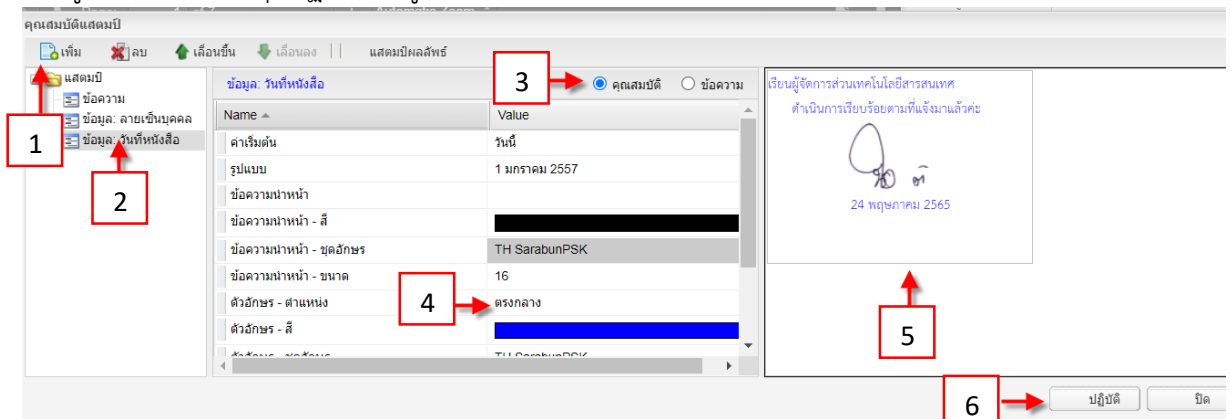 คุณสมบัติแสตมป์
เพิ่ม ลบ เลื่อนขึ้น เลื่อนลง แสตมป์ผลลัพธ์
แสตมป์
ข้อความ
ข้อมูล: ลายเซ็นบุคคล
ข้อมูล: วันที่หนังสือ
1
2
ข้อมูล: วันที่หนังสือ
3
คุณสมบัติ ข้อความ
Name Value
ค่าเริ่มต้น วันนี้
รูปแบบ 1 มกราคม 2557
ข้อความนำหน้า
ข้อความนำหน้า - สี
ข้อความนำหน้า - ชุดอักษร TH SarabunPSK
ข้อความนำหน้า - ขนาด 16
ตัวอักษร - ตำแหน่ง 4 ตรงกลาง
ตัวอักษร - สี
เรียนผู้จัดการส่วนเทคโนโลยีสารสนเทศ
ดำเนินการเรียบร้อยตามที่แจ้งมาแล้วค่ะ
24 พฤษภาคม 2565
5
6 ปฏิบัติ ปิด